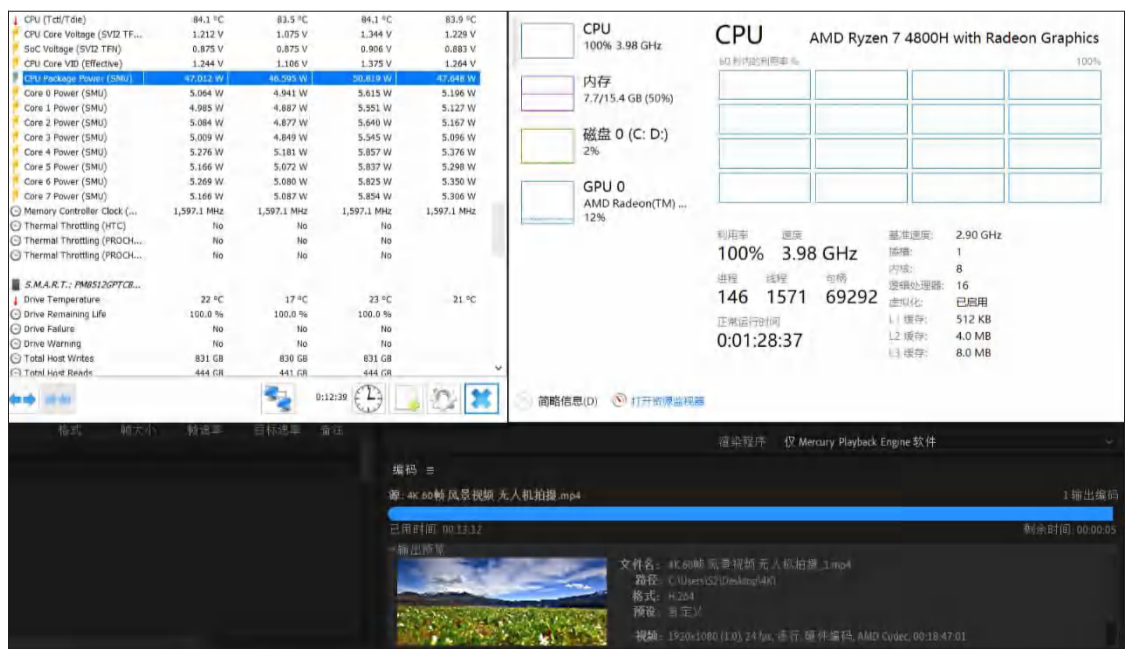 CPU (Tctl/Tdie) 84.1 °C 83.5 °C 84.1 °C 83.9 °C
CPU Core Voltage (SVI2 TF... 1.212 V 1.075 V 1.344 V 1.229 V
SoC Voltage (SVI2 TFN) 0.875 V 0.875 V 0.906 V 0.883 V
CPU Core VID (Effective) 1.244 V 1.106 V 1.375 V 1.264 V
CPU Package Power (SMU) 47.012 W 46.595 W 50.819 W 47.648 W
Core 0 Power (SMU) 5.064 W 4.941 W 5.615 W 5.196 W
Core 1 Power (SMU) 4.985 W 4.887 W 5.551 W 5.127 W
Core 2 Power (SMU) 5.084 W 4.877 W 5.640 W 5.167 W
Core 3 Power (SMU) 5.009 W 4.849 W 5.545 W 5.096 W
Core 4 Power (SMU) 5.276 W 5.181 W 5.857 W 5.376 W
Core 5 Power (SMU) 5.166 W 5.072 W 5.837 W 5.298 W
Core 6 Power (SMU) 5.269 W 5.080 W 5.825 W 5.350 W
Core 7 Power (SMU) 5.166 W 5.087 W 5.854 W 5.306 W
Memory Controller Clock (... 1,597.1 MHz 1,597.1 MHz 1,597.1 MHz 1,597.1 MHz
Thermal Throttling (HTC) No No No
Thermal Throttling (PROCH... No No No
Thermal Throttling (PROCH... No No No
S.M.A.R.T.: PM8512GPTCB...
Drive Temperature 22 °C 17 °C 23 °C 21 °C
Drive Remaining Life 100.0 % 100.0 % 100.0 %
Drive Failure No No No
Drive Warning No No No
Total Host Writes 831 GB 830 GB 831 GB
Total Host Reads 444 GB 441 GB 444 GB
0:12:39
CPU
100% 3.98 GHz
内存
7.7/15.4 GB (50%)
磁盘 0 (C: D:)
2%
GPU 0
AMD Radeon(TM) ...
12%
CPU AMD Ryzen 7 4800H with Radeon Graphics
60 秒内的利用率 % 100%
利用率 速度 基准速度: 2.90 GHz
100% 3.98 GHz 插槽: 1
内核: 8
进程 线程 句柄 逻辑处理器: 16
146 1571 69292 虚拟化: 已启用
正常运行时间 L1 缓存: 512 KB
0:01:28:37 L2 缓存: 4.0 MB
L3 缓存: 8.0 MB
简略信息(D) 打开资源监视器
格式 帧大小 帧速率 目标速率 备注
渲染程序 仅 Mercury Playback Engine 软件
编码
源: 4K 60帧 风景视频 无人机拍摄.mp4 1 输出编码
已用时间: 00:13:12 剩余时间: 00:00:05
输出预览
文件名: 4K 60帧 风景视频 无人机拍摄_1.mp4
路径: C:\Users\S2\Desktop\4K\
格式: H.264
预设: 自定义
视频: 1920x1080 (1.0), 24 fps, 逐行, 硬件编码, AMD Codec, 00:18:47:01